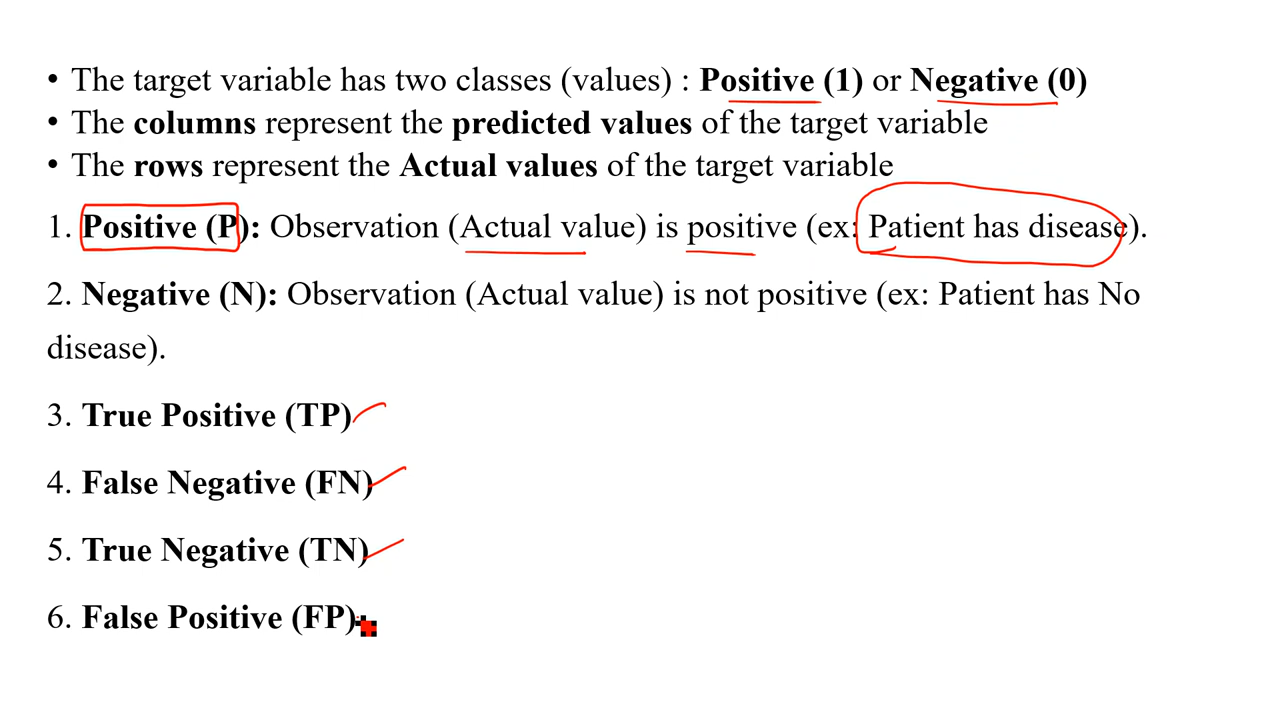 • The target variable has two classes (values) : Positive (1) or Negative (0)
• The columns represent the predicted values of the target variable
• The rows represent the Actual values of the target variable
1. Positive (P): Observation (Actual value) is positive (ex: Patient has disease).
2. Negative (N): Observation (Actual value) is not positive (ex: Patient has No
disease).
3. True Positive (TP)
4. False Negative (FN)
5. True Negative (TN)
6. False Positive (FP)